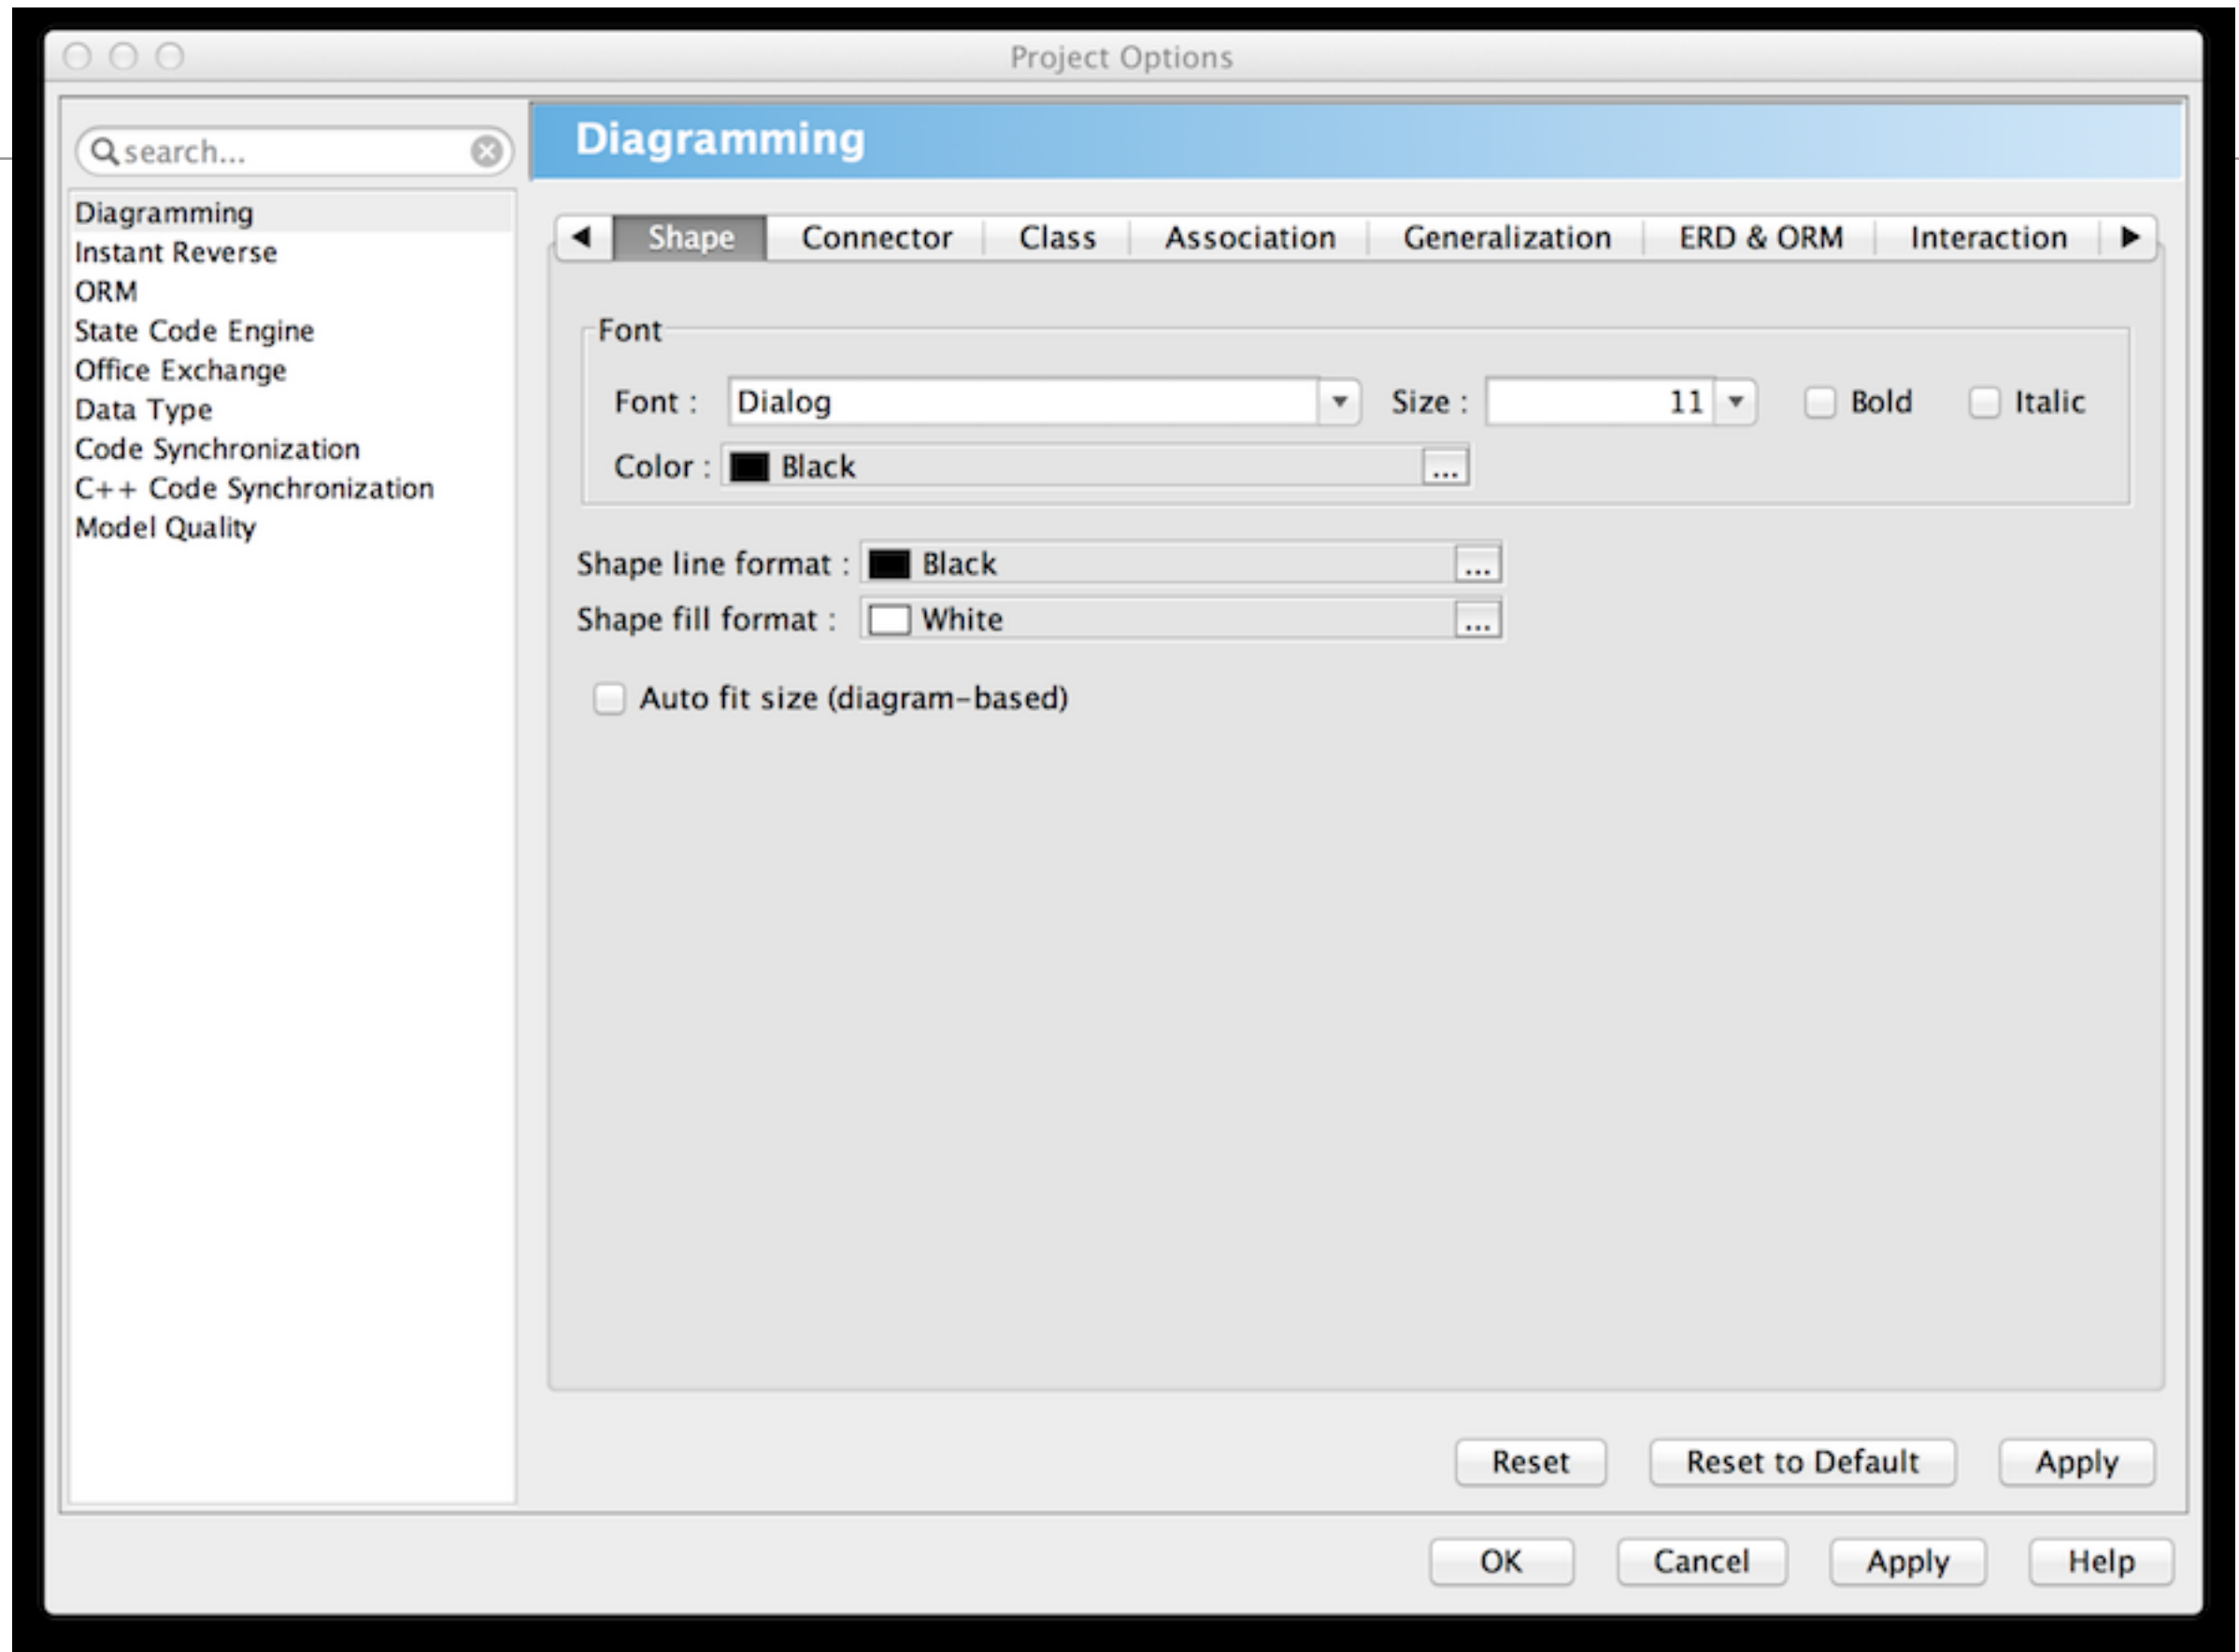 Project Options
search...
Diagramming
Instant Reverse
ORM
State Code Engine
Office Exchange
Data Type
Code Synchronization
C++ Code Synchronization
Model Quality
Diagramming
Shape Connector Class Association Generalization ERD & ORM Interaction
Font
Font : Dialog Size : 11 Bold Italic
Color : Black ...
Shape line format : Black ...
Shape fill format : White ...
Auto fit size (diagram-based)
Reset Reset to Default Apply
OK Cancel Apply Help